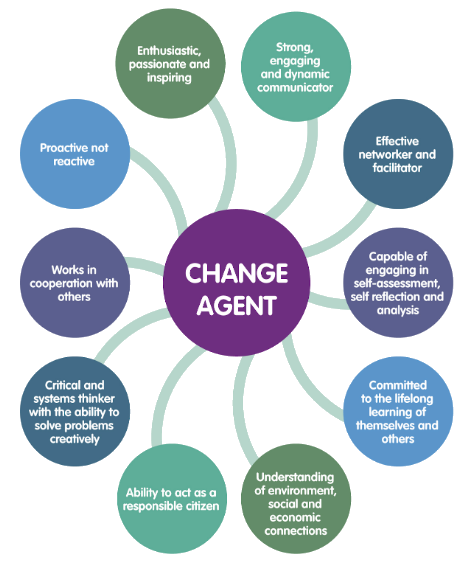 Enthusiastic,
passionate and
inspiring
Strong,
engaging
and dynamic
communicator
Proactive not
reactive
Effective
networker and
facilitator
CHANGE
AGENT
Works in
cooperation with
others
Capable of
engaging in
self-assessment,
self reflection and
analysis
Critical and
systems thinker
with the ability to
solve problems
creatively
Committed
to the lifelong
learning of
themselves and
others
Ability to act as a
responsible citizen
Understanding
of environment,
social and
economic
connections